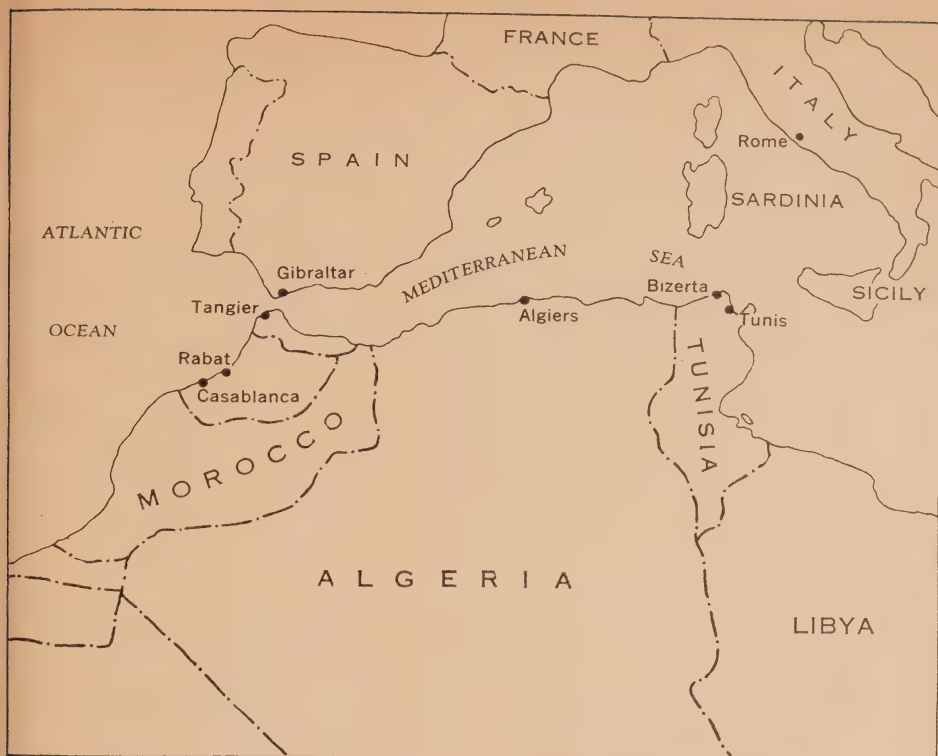 FRANCE
ITALY
Rome
SPAIN
SARDINIA
ATLANTIC
OCEAN
MEDITERRANEAN
SEA
Gibraltar
Tangier
Bizerta
SICILY
Algiers
Tunis
Rabat
Casablanca
TUNISIA
MOROCCO
ALGERIA
LIBYA